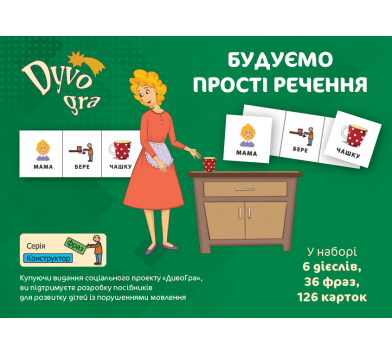 Dyvo
gra
БУДУЄМО
ПРОСТІ РЕЧЕННЯ
МАМА
БЕРЕ
ЧАШКУ
МАМА
БЕРЕ
ЧАШКУ
Серія
фраз
Конструктор
Купуючи видання соціального проекту «ДивоГра»,
ви підтримуєте розробку посібників
для розвитку дітей із порушеннями мовлення
У наборі
6 дієслів,
36 фраз,
126 карток